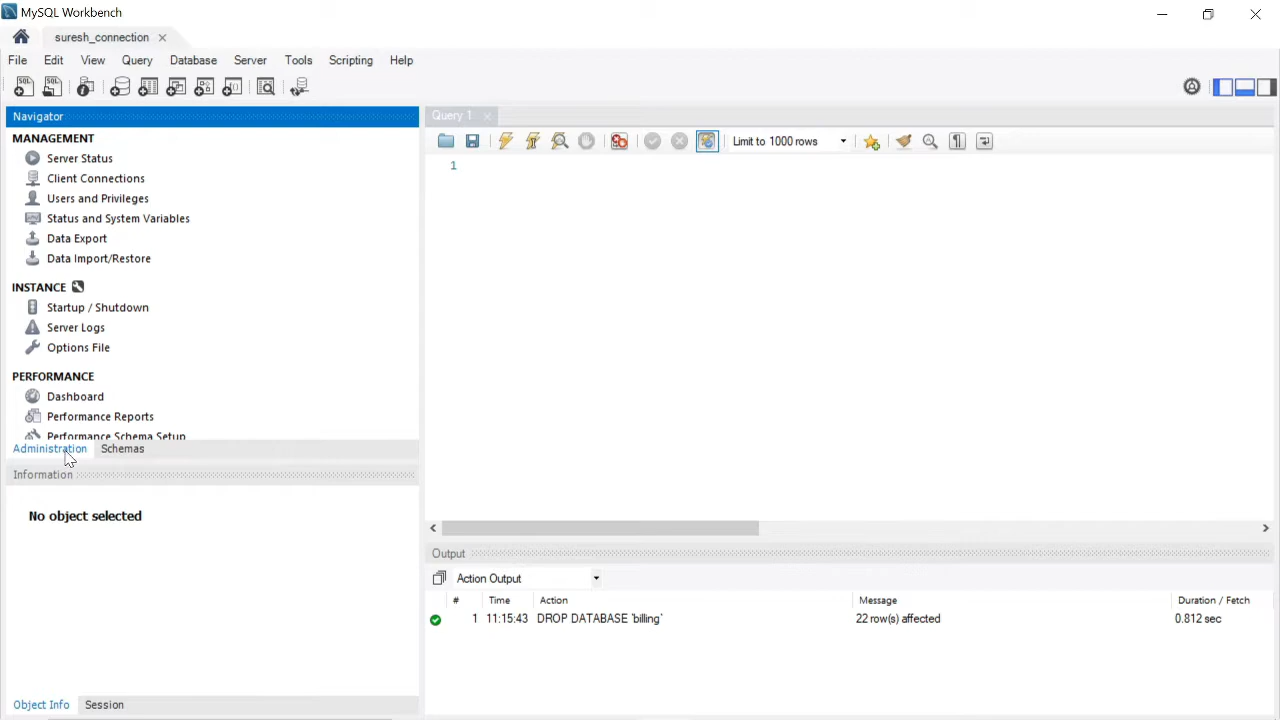 MySQL Workbench
suresh_connection
File Edit View Query Database Server Tools Scripting Help
Navigator
MANAGEMENT
Server Status
Client Connections
Users and Privileges
Status and System Variables
Data Export
Data Import/Restore
INSTANCE
Startup / Shutdown
Server Logs
Options File
PERFORMANCE
Dashboard
Performance Reports
Performance Schema Setup
Administration Schemas
Information
No object selected
Object Info Session
Query 1
Limit to 1000 rows
1
Output
Action Output
# Time Action Message Duration / Fetch
1 11:15:43 DROP DATABASE `billing` 22 row(s) affected 0.812 sec